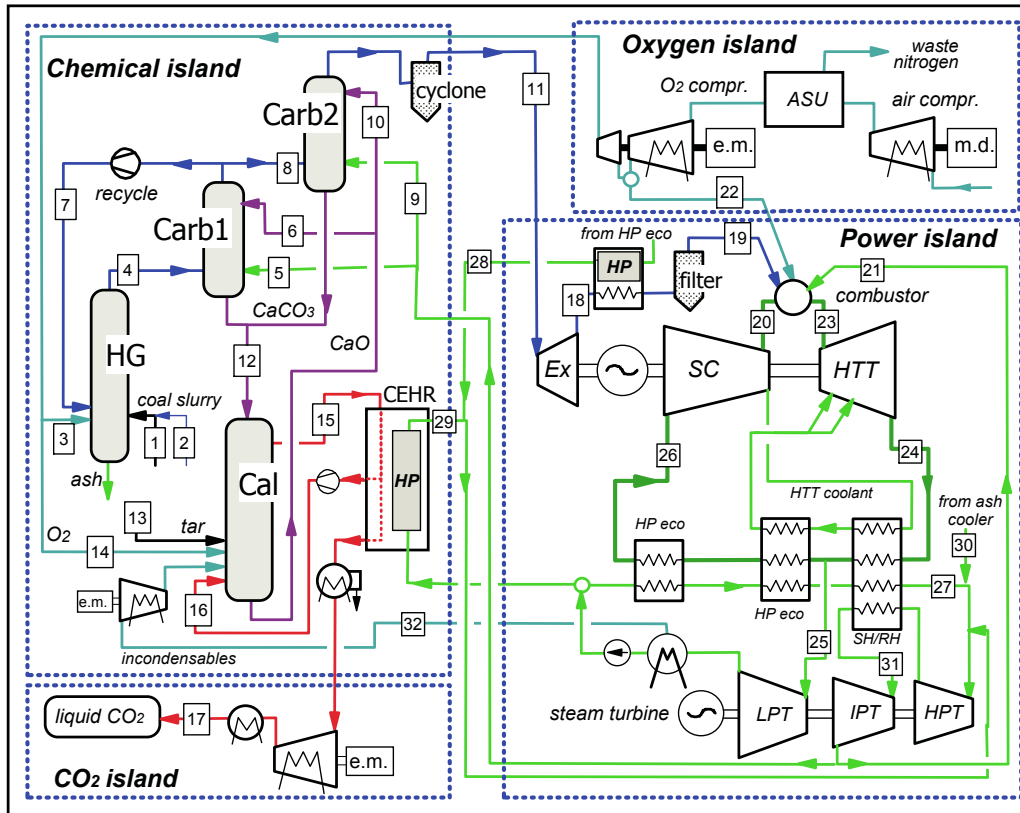 Chemical island
Carb2
cyclone
11
10
8
recycle
7
Carb1
9
6
5
4
CaCO3
CaO
HG
12
coal slurry
3
1
2
ash
Cal
15
CEHR
29
HP
O2
13
tar
14
e.m.
16
incondensables
32
liquid CO2
17
e.m.
CO2 island
Oxygen island
waste
nitrogen
O2 compr.
ASU
air compr.
e.m.
m.d.
22
Power island
from HP eco
28
HP
19
filter
21
18
combustor
20
23
Ex
SC
HTT
26
24
HTT coolant
from ash
cooler
30
HP eco
HP eco
27
SH/RH
25
31
steam turbine
LPT
IPT
HPT